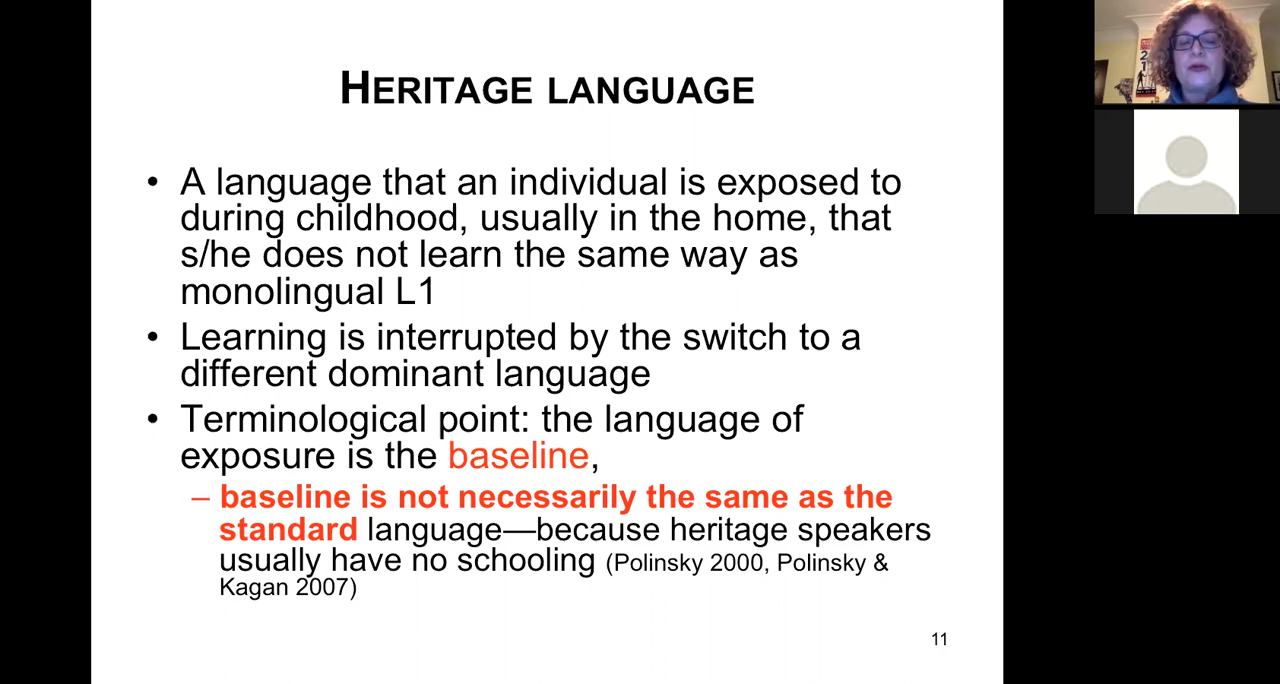 HERITAGE LANGUAGE
• A language that an individual is exposed to
during childhood, usually in the home, that
s/he does not learn the same way as
monolingual L1
• Learning is interrupted by the switch to a
different dominant language
• Terminological point: the language of
exposure is the baseline,
– baseline is not necessarily the same as the
standard language—because heritage speakers
usually have no schooling (Polinsky 2000, Polinsky &
Kagan 2007)
11